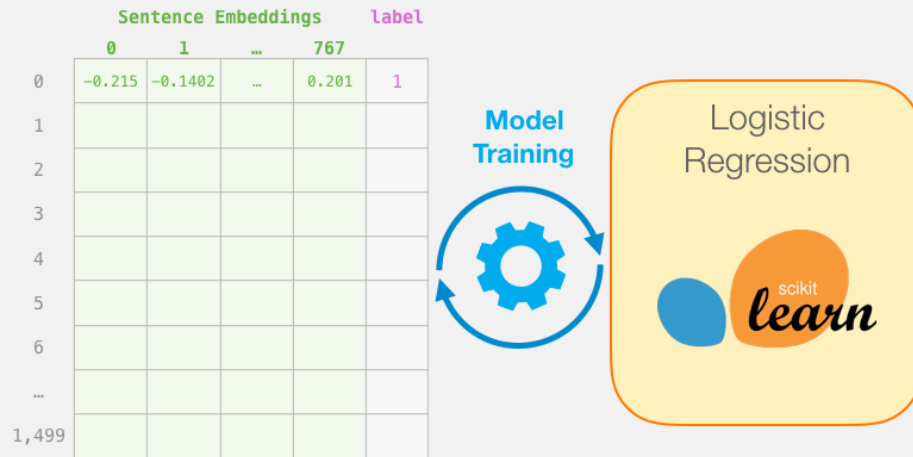 Sentence Embeddings label
0 1 … 767
0 −0.215 −0.1402 … 0.201 1
1
2
3
4
5
6
…
1,499
Model
Training
Logistic
Regression
scikit
learn